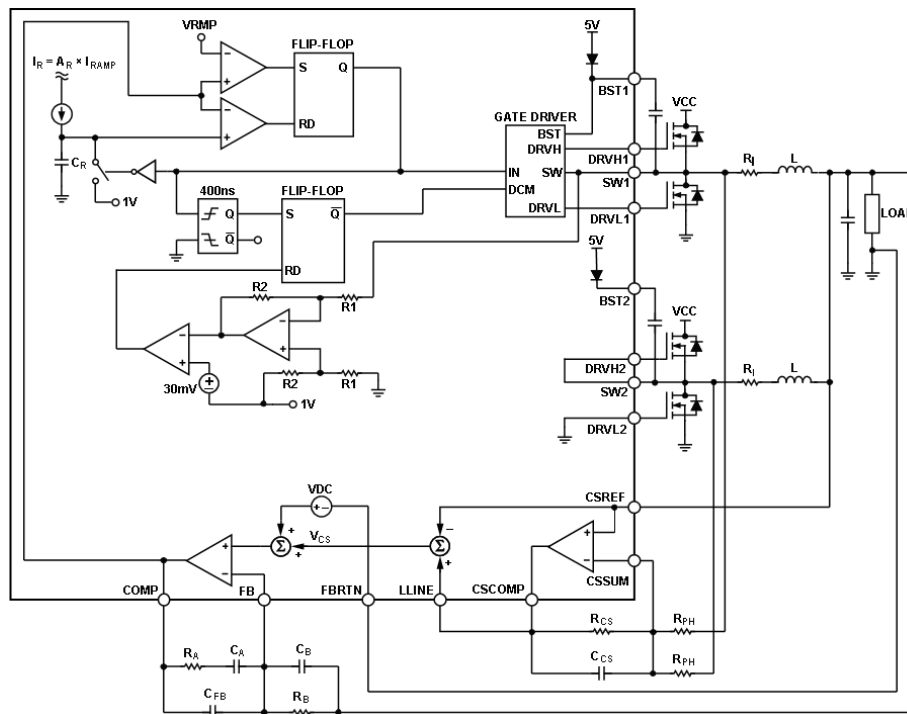 VRMP
5V
FLIP-FLOP
I_R = A_R × I_RAMP
S Q
BST1
VCC
RD
GATE DRIVER
BST
DRVH
DRVH1
C_R
R_I L
IN
SW
SW1
DCM
1V
400ns
FLIP-FLOP
Q S Q
DRVL
DRVL1
LOAD
Q
5V
RD
R2 R1
BST2
VCC
DRVH2
R2 R1
R_I L
30mV
SW2
1V
DRVL2
VDC
CSREF
V_CS
Σ Σ
CSSUM
COMP FB FBRTN LLINE CSCOMP
R_CS R_PH
R_A C_A C_B
C_CS R_PH
C_FB R_B